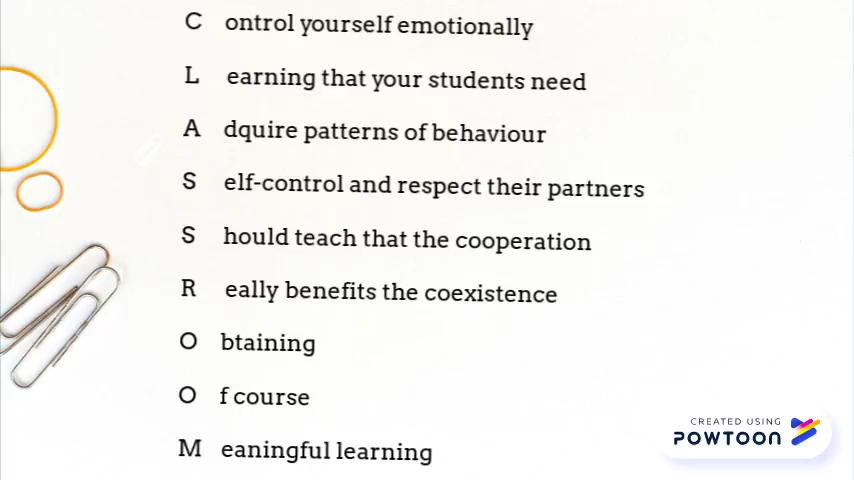 C ontrol yourself emotionally
L earning that your students need
A dquire patterns of behaviour
S elf-control and respect their partners
S hould teach that the cooperation
R eally benefits the coexistence
O btaining
O f course
M eaningful learning
CREATED USING
POWTOON